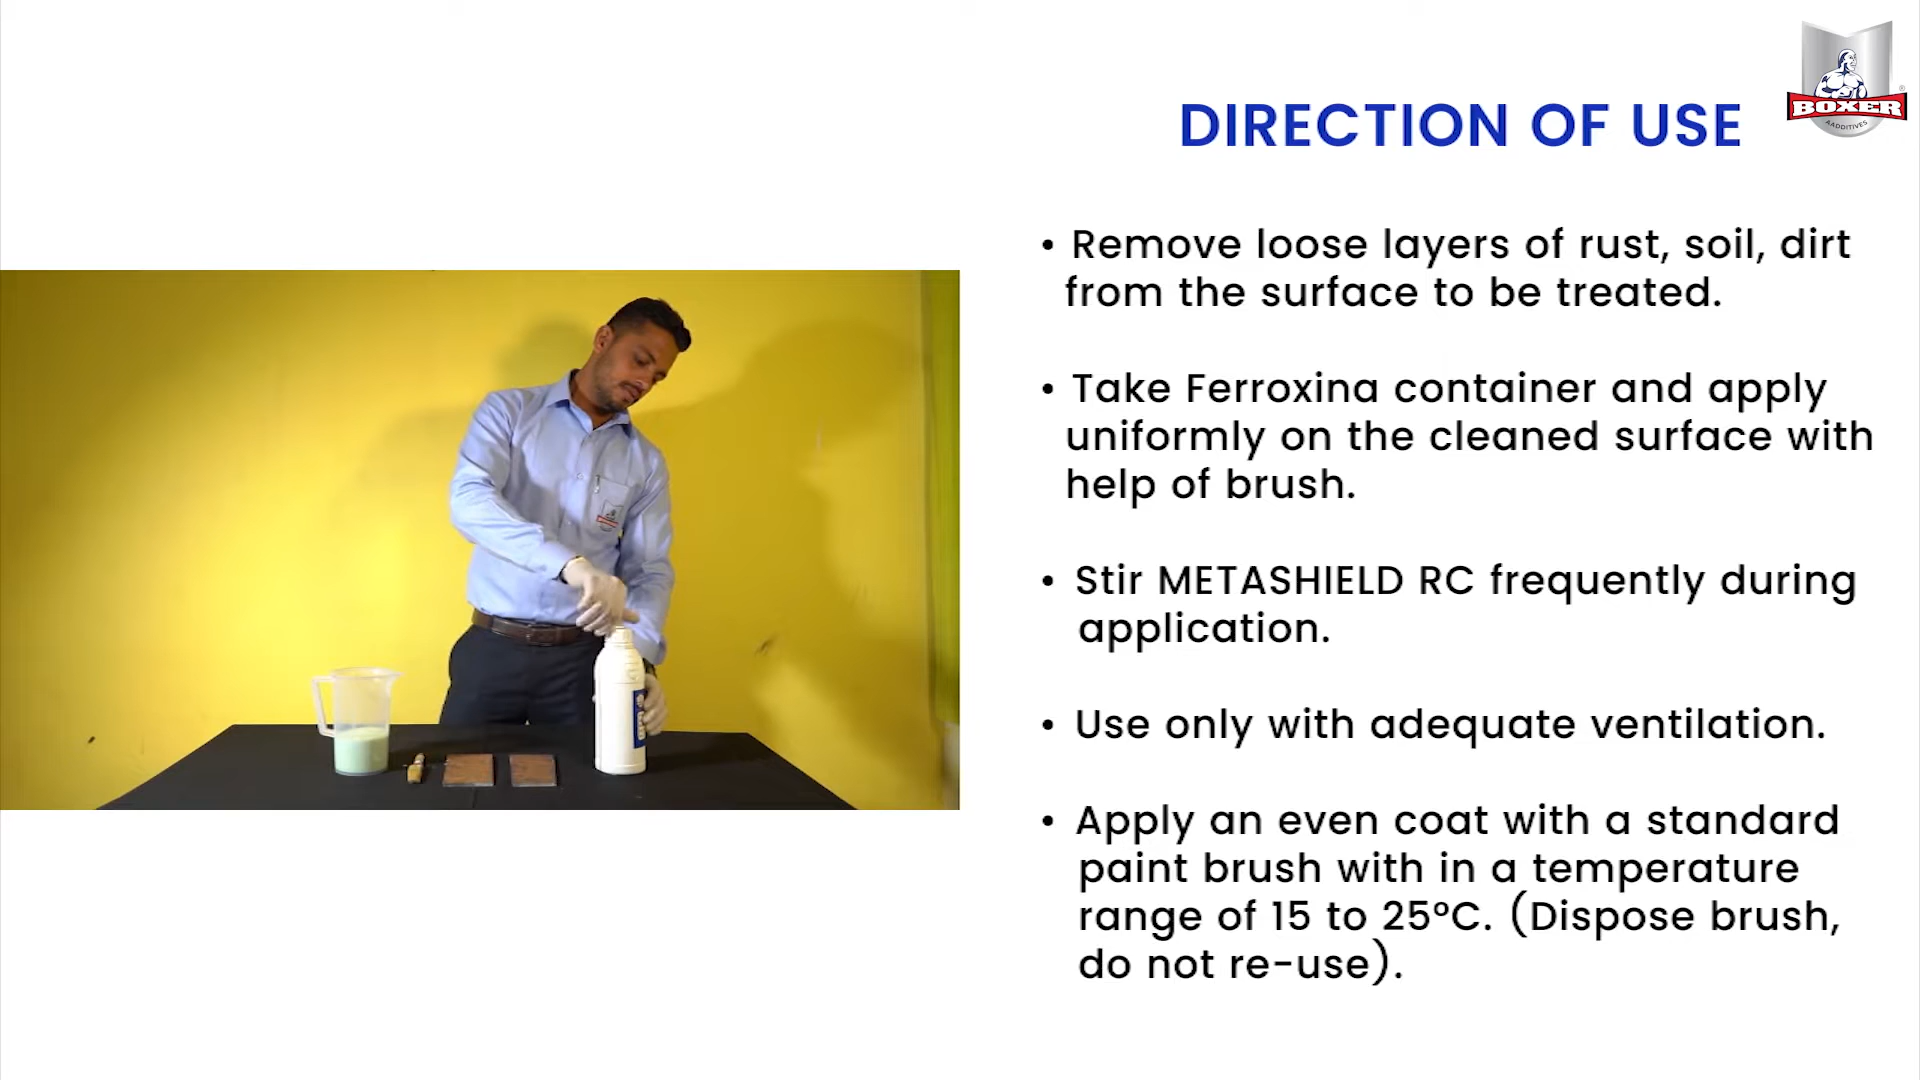 DIRECTION OF USE
BOXER
AADDITIVES
• Remove loose layers of rust, soil, dirt
from the surface to be treated.
• Take Ferroxina container and apply
uniformly on the cleaned surface with
help of brush.
• Stir METASHIELD RC frequently during
application.
• Use only with adequate ventilation.
• Apply an even coat with a standard
paint brush with in a temperature
range of 15 to 25°C. (Dispose brush,
do not re-use).